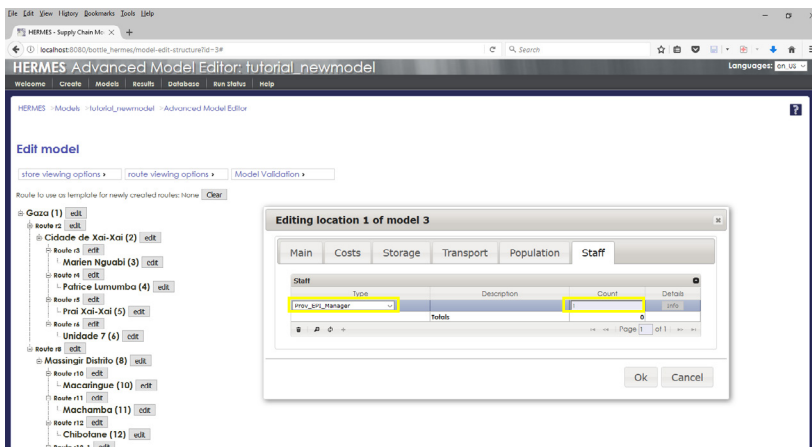 File Edit View History Bookmarks Tools Help
HERMES - Supply Chain Mo
localhost:8080/bottle_hermes/model-edit-structure?id=3#
Search
HERMES Advanced Model Editor: tutorial_newmodel
Languages: en_US
Welcome Create Models Results Database Run Status Help
HERMES >Models >tutorial_newmodel >Advanced Model Editor
?
Edit model
store viewing options
route viewing options
Model Validation
Route to use as template for newly created routes: None Clear
Gaza (1) edit
Route r2 edit
Cidade de Xai-Xai (2) edit
Route r3 edit
Marien Nguabi (3) edit
Route r4 edit
Patrice Lumumba (4) edit
Route r5 edit
Prai Xai-Xai (5) edit
Route r6 edit
Unidade 7 (6) edit
Route r8 edit
Massingir Distrito (8) edit
Route r10 edit
Macaringue (10) edit
Route r11 edit
Machamba (11) edit
Route r12 edit
Chibotane (12) edit
Editing location 1 of model 3
Main Costs Storage Transport Population Staff
Staff
Type Description Count Details
Prov_EPI_Manager Info
Totals 0
Page 1 of 1
Ok Cancel